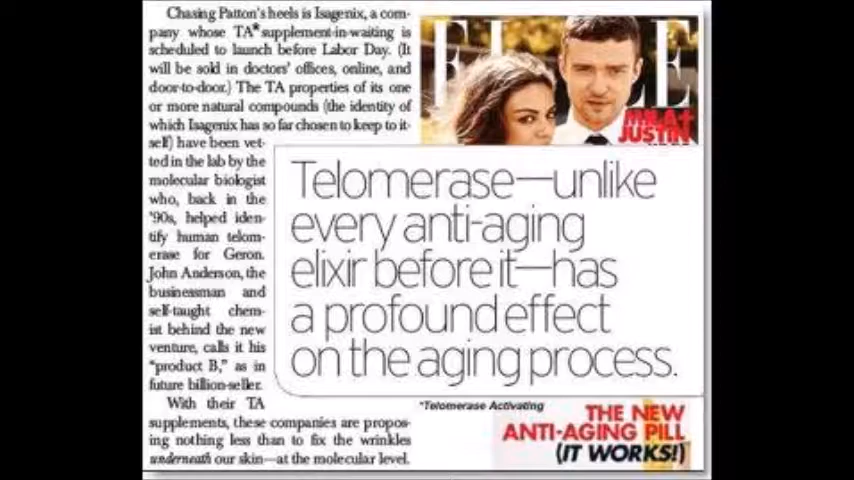 Chasing Patton's heels is Isagenix, a com-
pany whose TA* supplement-in-waiting is
scheduled to launch before Labor Day. (It
will be sold in doctors' offices, online, and
door-to-door.) The TA properties of its one
or more natural compounds (the identity of
which Isagenix has so far chosen to keep to it-
self) have been vet-
ted in the lab by the
molecular biologist
who, back in the
'90s, helped iden-
tify human telom-
erase for Geron.
John Anderson, the
businessman and
self-taught chem-
ist behind the new
venture, calls it his
"product B," as in
future billion-seller.
With their TA
supplements, these companies are propos-
ing nothing less than to fix the wrinkles
underneath our skin—at the molecular level.
MILA+
JUSTIN
Telomerase—unlike
every anti-aging
elixir before it—has
a profound effect
on the aging process.
*Telomerase Activating
THE NEW
ANTI-AGING PILL
(IT WORKS!)